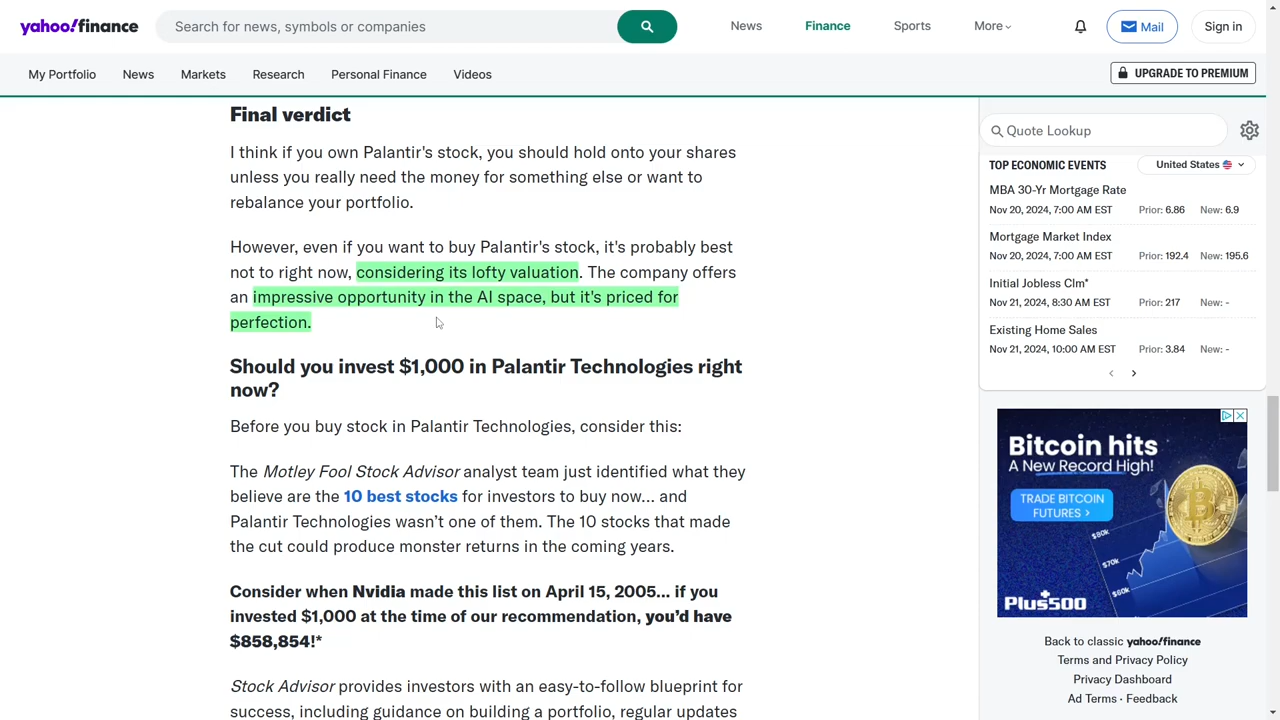 yahoo!finance
Search for news, symbols or companies
News Finance Sports More
Mail
Sign in
My Portfolio News Markets Research Personal Finance Videos
UPGRADE TO PREMIUM
Final verdict
I think if you own Palantir's stock, you should hold onto your shares
unless you really need the money for something else or want to
rebalance your portfolio.
However, even if you want to buy Palantir's stock, it's probably best
not to right now, considering its lofty valuation. The company offers
an impressive opportunity in the AI space, but it's priced for
perfection.
Should you invest $1,000 in Palantir Technologies right
now?
Before you buy stock in Palantir Technologies, consider this:
The Motley Fool Stock Advisor analyst team just identified what they
believe are the 10 best stocks for investors to buy now… and
Palantir Technologies wasn’t one of them. The 10 stocks that made
the cut could produce monster returns in the coming years.
Consider when Nvidia made this list on April 15, 2005... if you
invested $1,000 at the time of our recommendation, you’d have
$858,854!*
Stock Advisor provides investors with an easy-to-follow blueprint for
success, including guidance on building a portfolio, regular updates
Quote Lookup
TOP ECONOMIC EVENTS
United States
MBA 30-Yr Mortgage Rate
Nov 20, 2024, 7:00 AM EST Prior: 6.86 New: 6.9
Mortgage Market Index
Nov 20, 2024, 7:00 AM EST Prior: 192.4 New: 195.6
Initial Jobless Clm*
Nov 21, 2024, 8:30 AM EST Prior: 217 New: -
Existing Home Sales
Nov 21, 2024, 10:00 AM EST Prior: 3.84 New: -
Bitcoin hits
A New Record High!
TRADE BITCOIN
FUTURES >
$80k
$70k
$60k
Plus500
Back to classic yahoo!finance
Terms and Privacy Policy
Privacy Dashboard
Ad Terms · Feedback